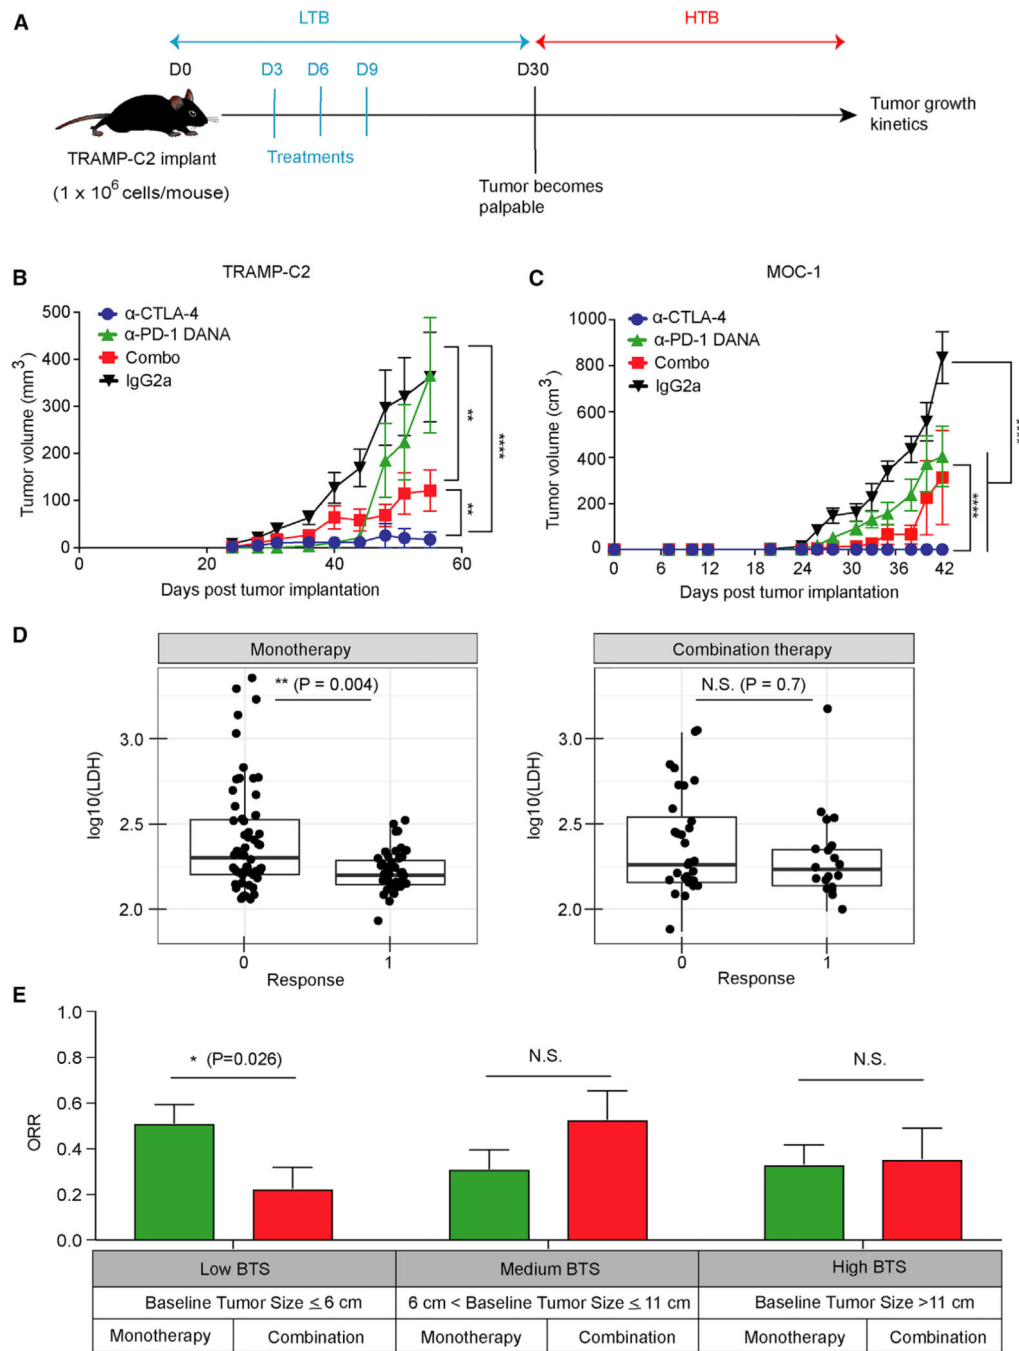 A
LTB
HTB
D0
D3
D6
D9
D30
Tumor growth
kinetics
TRAMP-C2 implant
(1 x 10^6 cells/mouse)
Treatments
Tumor becomes
palpable
B
TRAMP-C2
α-CTLA-4
α-PD-1 DANA
Combo
IgG2a
Tumor volume (mm^3)
500
400
300
200
100
0
0
20
40
60
Days post tumor implantation
**
**
****
C
MOC-1
α-CTLA-4
α-PD-1 DANA
Combo
IgG2a
Tumor volume (cm^3)
1000
800
600
400
200
0
0
6
12
18
24
30
36
42
Days post tumor implantation
****
****
D
Monotherapy
** (P = 0.004)
log10(LDH)
3.0
2.5
2.0
0
1
Response
Combination therapy
N.S. (P = 0.7)
log10(LDH)
3.0
2.5
2.0
0
1
Response
E
ORR
1.0
0.8
0.6
0.4
0.2
0.0
* (P=0.026)
N.S.
N.S.
Low BTS
Medium BTS
High BTS
Baseline Tumor Size ≤ 6 cm
6 cm < Baseline Tumor Size ≤ 11 cm
Baseline Tumor Size >11 cm
Monotherapy
Combination
Monotherapy
Combination
Monotherapy
Combination